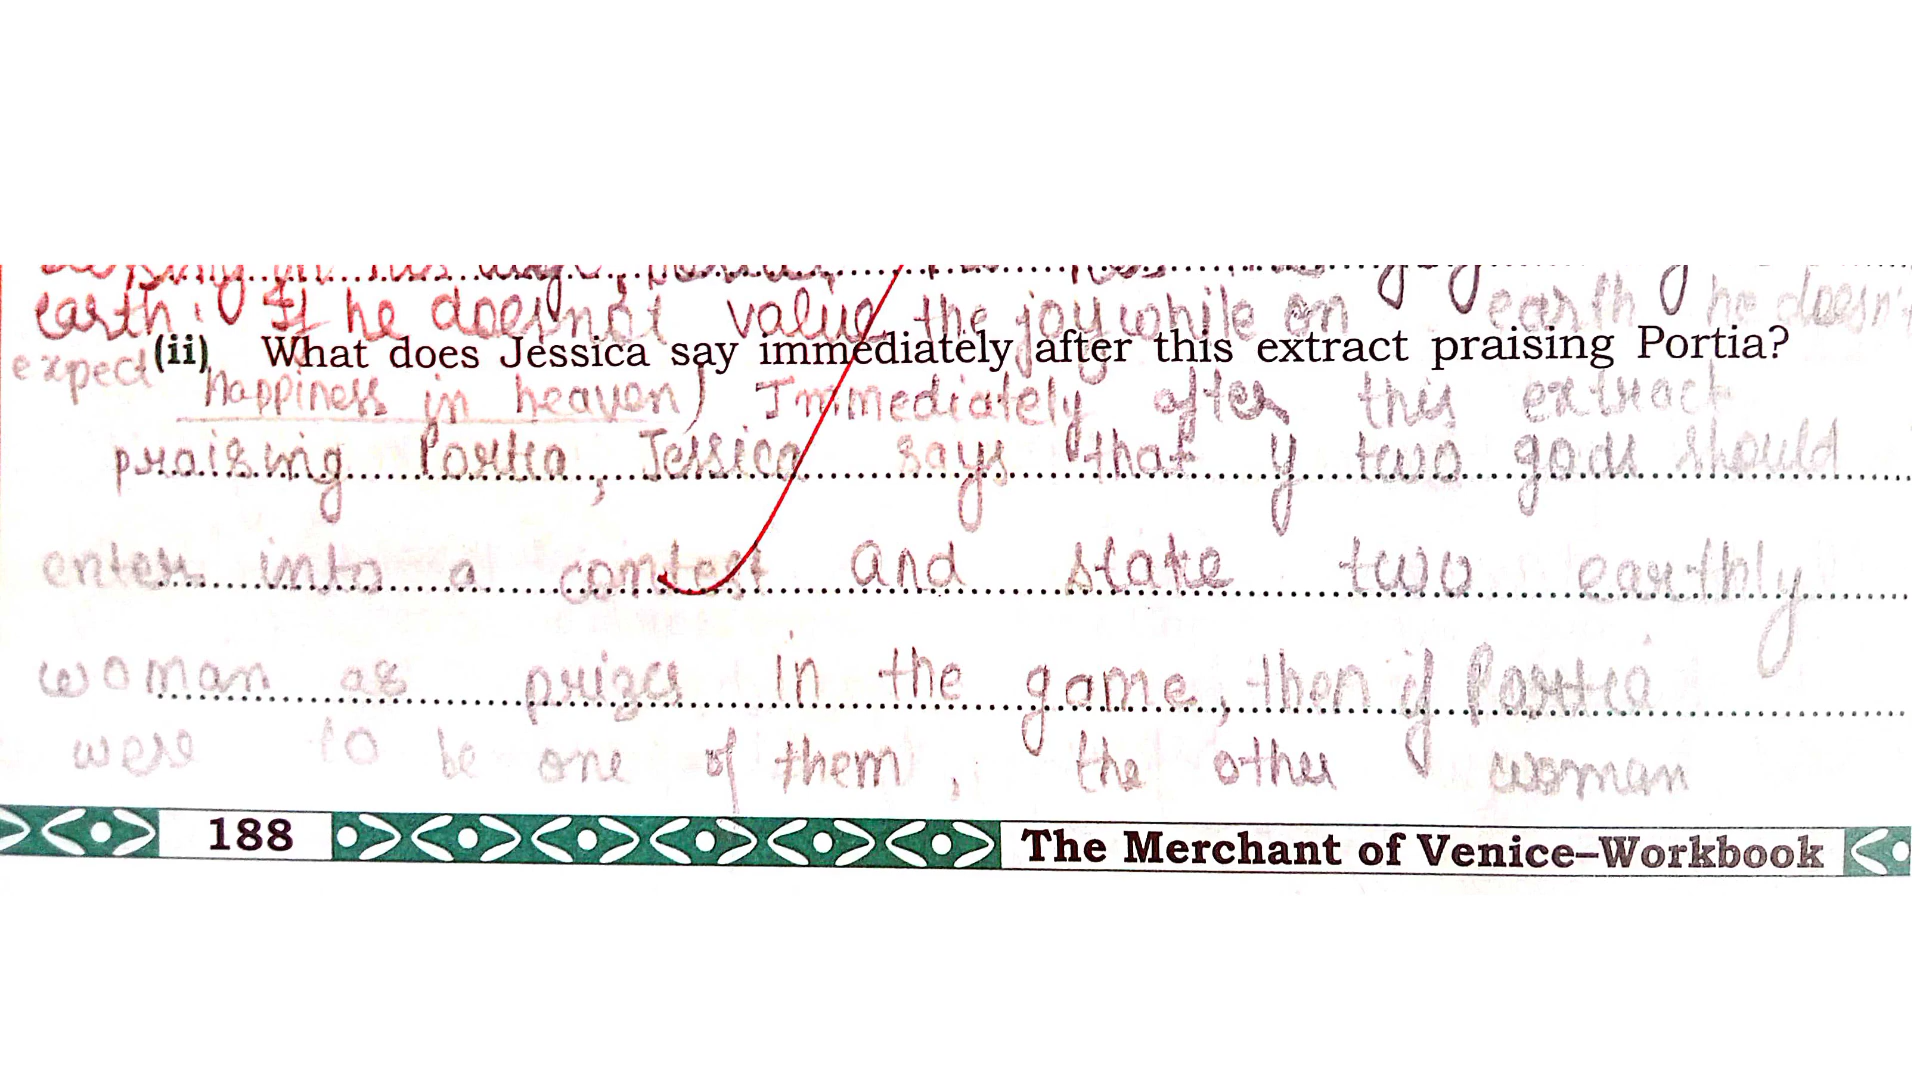 earth. If he doesnot value the joy while on earth he doesn't
(ii) What does Jessica say immediately after this extract praising Portia?
expect happiness in heaven) Immediately after this extract
praising Portia, Jessica says that if two gods should
enter into a contest and stake two earthly
woman as prizes in the game, then if Portia
were to be one of them, the other woman
188 The Merchant of Venice–Workbook